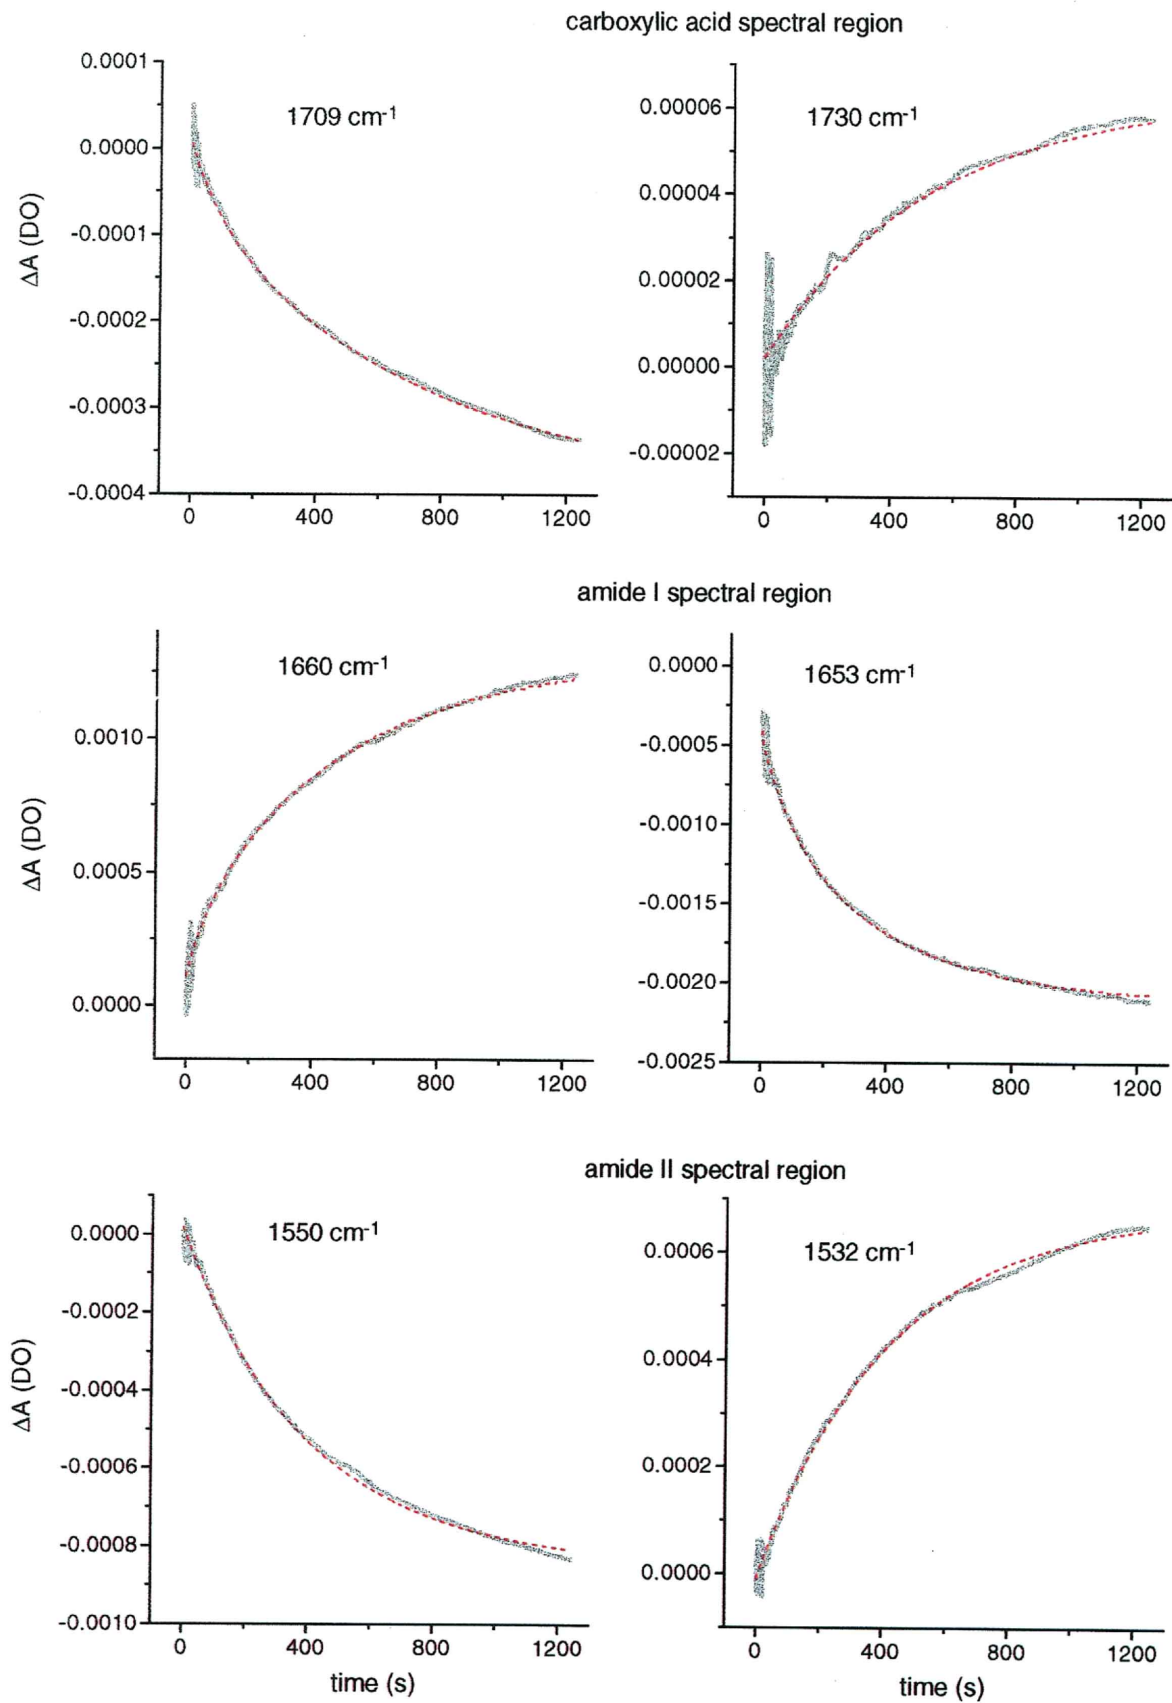 carboxylic acid spectral region
1709 cm-1
0.0001
0.0000
-0.0001
-0.0002
-0.0003
-0.0004
ΔA (DO)
0 400 800 1200
1730 cm-1
0.00006
0.00004
0.00002
0.00000
-0.00002
0 400 800 1200
amide I spectral region
1660 cm-1
0.0010
0.0005
0.0000
ΔA (DO)
0 400 800 1200
1653 cm-1
0.0000
-0.0005
-0.0010
-0.0015
-0.0020
-0.0025
0 400 800 1200
amide II spectral region
1550 cm-1
0.0000
-0.0002
-0.0004
-0.0006
-0.0008
-0.0010
ΔA (DO)
0 400 800 1200
time (s)
1532 cm-1
0.0006
0.0004
0.0002
0.0000
0 400 800 1200
time (s)